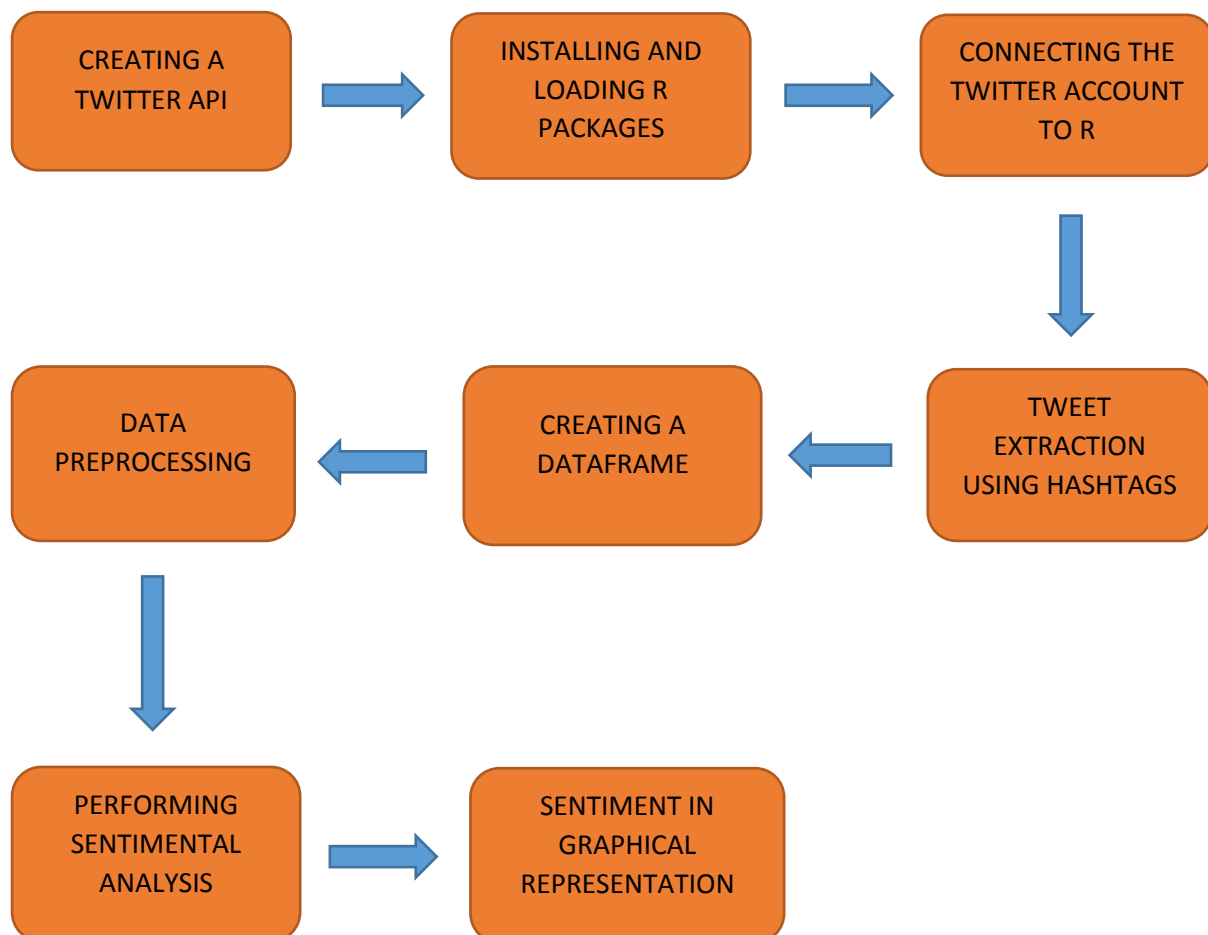 CREATING A
TWITTER API
INSTALLING AND
LOADING R
PACKAGES
CONNECTING THE
TWITTER ACCOUNT
TO R
TWEET
EXTRACTION
USING HASHTAGS
CREATING A
DATAFRAME
DATA
PREPROCESSING
PERFORMING
SENTIMENTAL
ANALYSIS
SENTIMENT IN
GRAPHICAL
REPRESENTATION